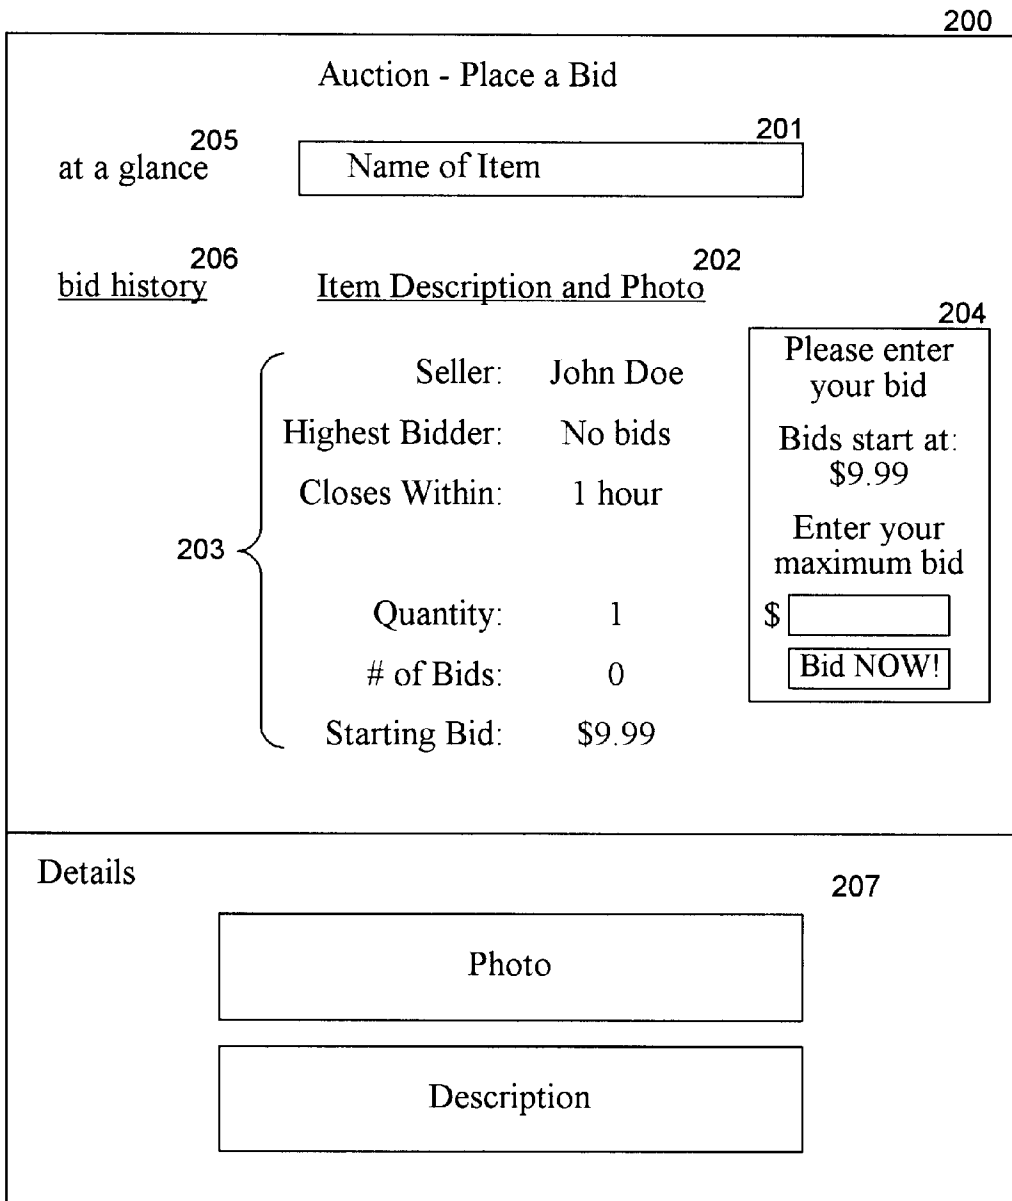 200
Auction - Place a Bid
205
201
at a glance
Name of Item
206
202
bid history
Item Description and Photo
204
Please enter
your bid
Bids start at:
$9.99
Enter your
maximum bid
$
Bid NOW!
203
Seller: John Doe
Highest Bidder: No bids
Closes Within: 1 hour
Quantity: 1
# of Bids: 0
Starting Bid: $9.99
Details
207
Photo
Description